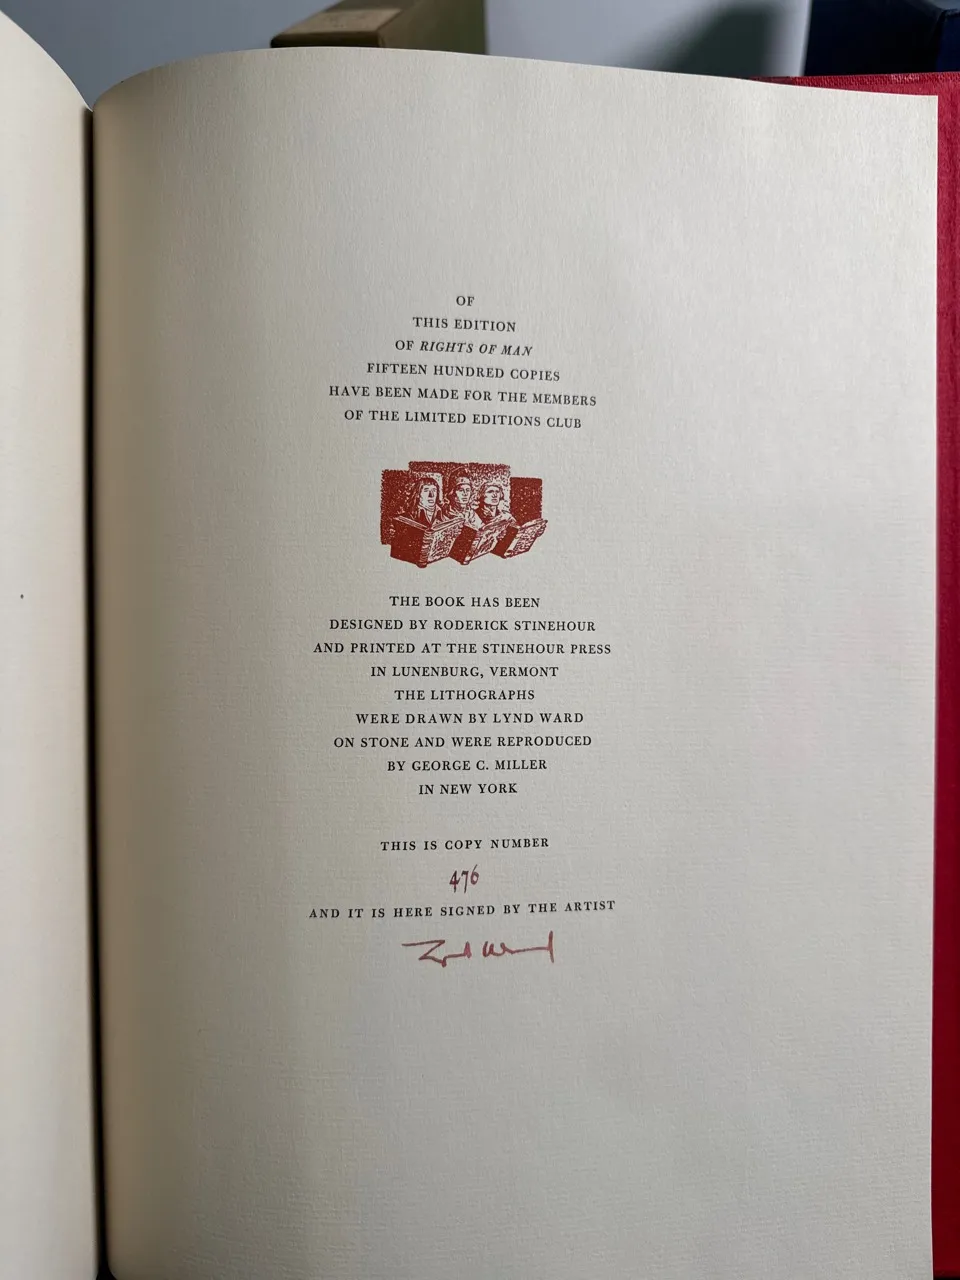 OF
THIS EDITION
OF RIGHTS OF MAN
FIFTEEN HUNDRED COPIES
HAVE BEEN MADE FOR THE MEMBERS
OF THE LIMITED EDITIONS CLUB
THE BOOK HAS BEEN
DESIGNED BY RODERICK STINEHOUR
AND PRINTED AT THE STINEHOUR PRESS
IN LUNENBURG, VERMONT
THE LITHOGRAPHS
WERE DRAWN BY LYND WARD
ON STONE AND WERE REPRODUCED
BY GEORGE C. MILLER
IN NEW YORK
THIS IS COPY NUMBER
476
AND IT IS HERE SIGNED BY THE ARTIST
Lynd Ward